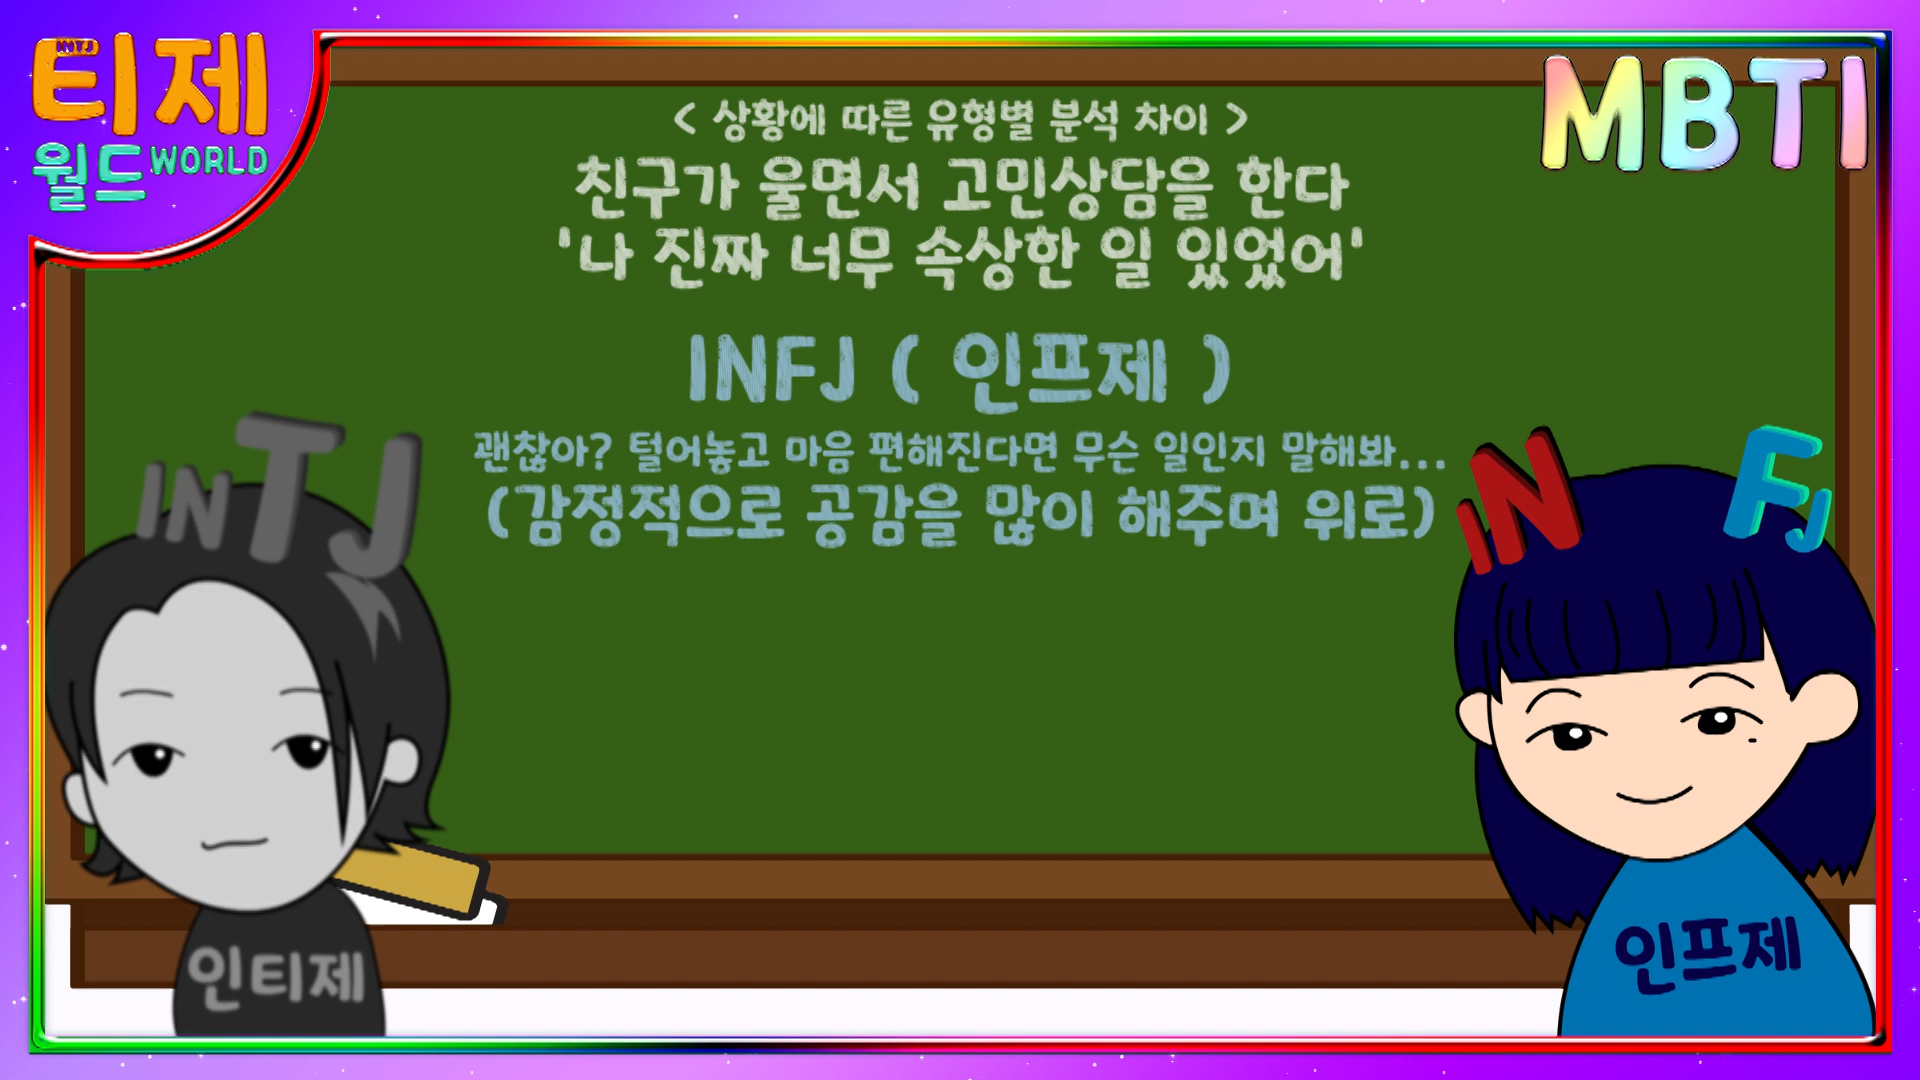 INTJ
티제
월드 WORLD
MBTI
< 상황에 따른 유형별 분석 차이 >
친구가 울면서 고민상담을 한다
'나 진짜 너무 속상한 일 있었어'
INFJ ( 인프제 )
괜찮아? 털어놓고 마음 편해진다면 무슨 일인지 말해봐...
(감정적으로 공감을 많이 해주며 위로)
INTJ
INFJ
인티제
인프제